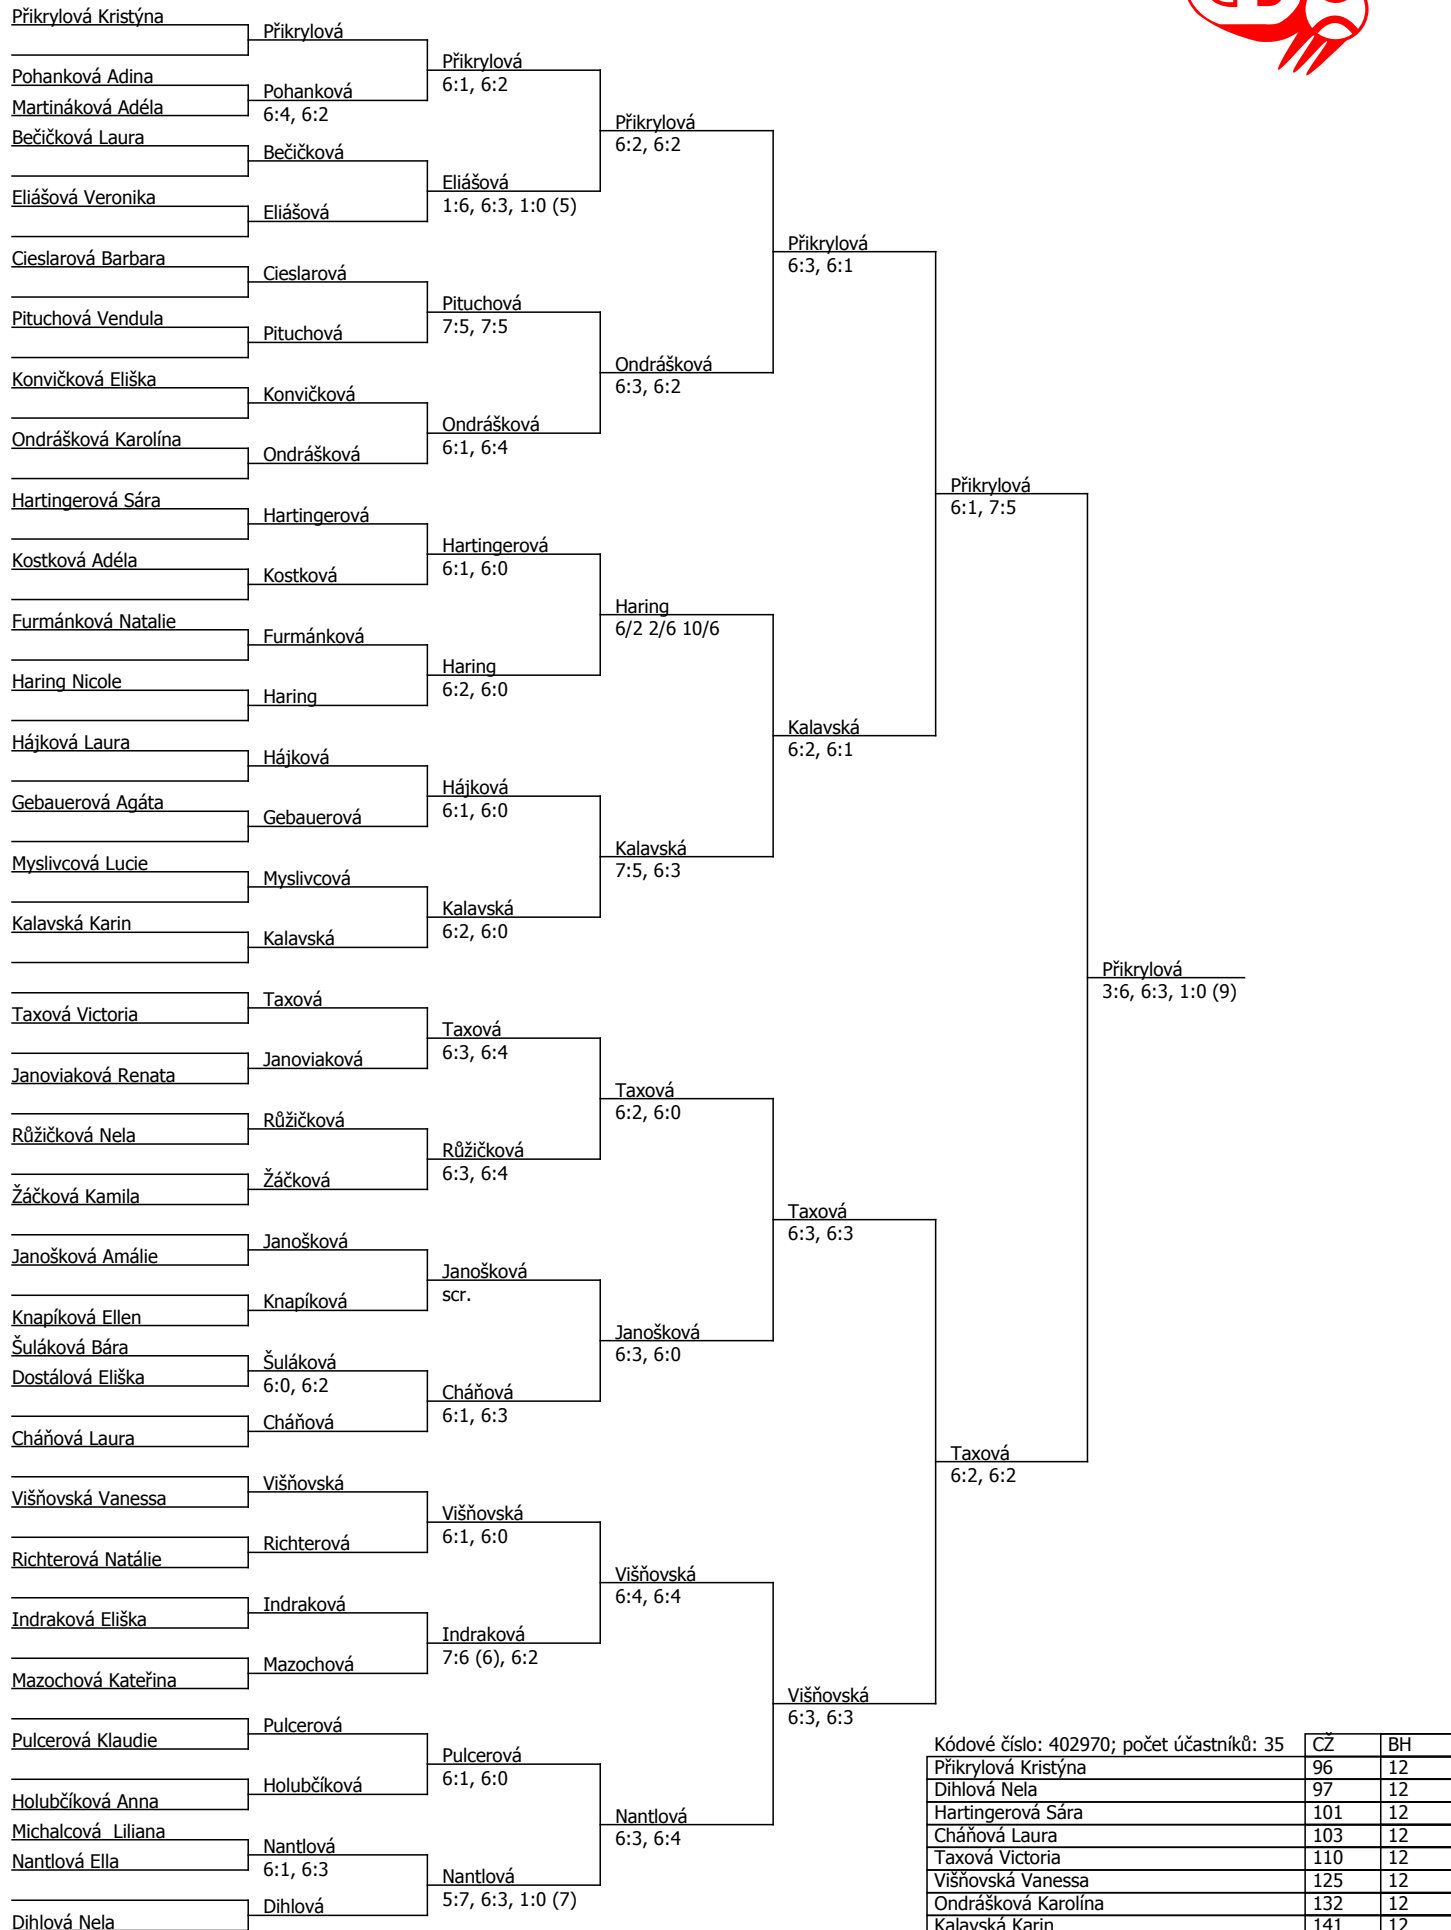 Přikrylová Kristýna
Pohanková Adina
Martináková Adéla
Bečičková Laura
Eliášová Veronika
Cieslarová Barbara
Pituchová Vendula
Konvičková Eliška
Ondrášková Karolína
Hartingerová Sára
Kostková Adéla
Furmánková Natalie
Haring Nicole
Hájková Laura
Gebauerová Agáta
Myslivcová Lucie
Kalavská Karin
Taxová Victoria
Janoviaková Renata
Růžičková Nela
Žáčková Kamila
Janošková Amálie
Knapíková Ellen
Šuláková Bára
Dostálová Eliška
Cháňová Laura
Višňovská Vanessa
Richterová Natálie
Indraková Eliška
Mazochová Kateřina
Pulcerová Klaudie
Holubčíková Anna
Michalcová  Liliana
Nantlová Ella
Dihlová Nela
Přikrylová
Pohanková
6:4, 6:2
Bečičková
Eliášová
Cieslarová
Pituchová
Konvičková
Ondrášková
Hartingerová
Kostková
Furmánková
Haring
Hájková
Gebauerová
Myslivcová
Kalavská
Taxová
Janoviaková
Růžičková
Žáčková
Janošková
Knapíková
Šuláková
6:0, 6:2
Cháňová
Višňovská
Richterová
Indraková
Mazochová
Pulcerová
Holubčíková
Nantlová
6:1, 6:3
Dihlová
Přikrylová
6:1, 6:2
Eliášová
1:6, 6:3, 1:0 (5)
Pituchová
7:5, 7:5
Ondrášková
6:1, 6:4
Hartingerová
6:1, 6:0
Haring
6:2, 6:0
Hájková
6:1, 6:0
Kalavská
6:2, 6:0
Taxová
6:3, 6:4
Růžičková
6:3, 6:4
Janošková
scr.
Cháňová
6:1, 6:3
Višňovská
6:1, 6:0
Indraková
7:6 (6), 6:2
Pulcerová
6:1, 6:0
Nantlová
5:7, 6:3, 1:0 (7)
Přikrylová
6:2, 6:2
Ondrášková
6:3, 6:2
Haring
6/2 2/6 10/6
Kalavská
7:5, 6:3
Taxová
6:2, 6:0
Janošková
6:3, 6:0
Višňovská
6:4, 6:4
Nantlová
6:3, 6:4
Přikrylová
6:3, 6:1
Kalavská
6:2, 6:1
Taxová
6:3, 6:3
Višňovská
6:3, 6:3
Přikrylová
6:1, 7:5
Taxová
6:2, 6:2
Přikrylová
3:6, 6:3, 1:0 (9)
Kódové číslo: 402970; počet účastníků: 35 CŽ BH
Přikrylová Kristýna 96 12
Dihlová Nela 97 12
Hartingerová Sára 101 12
Cháňová Laura 103 12
Taxová Victoria 110 12
Višňovská Vanessa 125 12
Ondrášková Karolína 132 12
Kalavská Karin 141 12